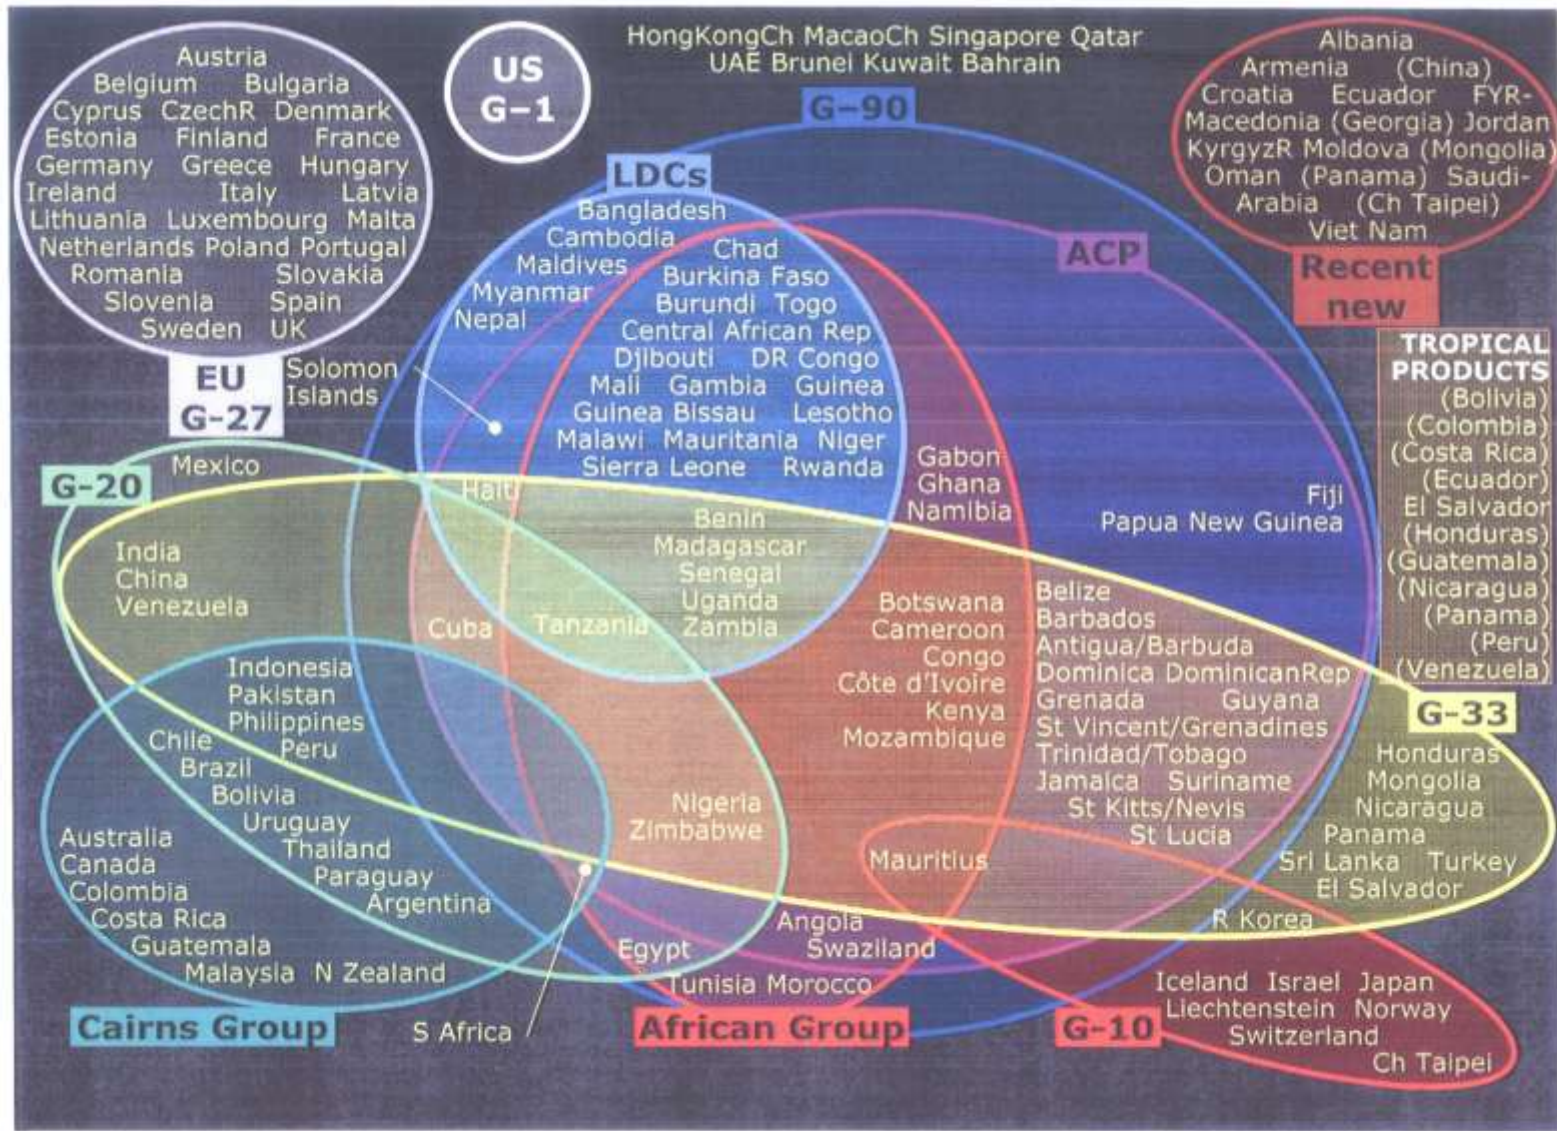 Austria
Belgium Bulgaria
Cyprus CzechR Denmark
Estonia Finland France
Germany Greece Hungary
Ireland Italy Latvia
Lithuania Luxembourg Malta
Netherlands Poland Portugal
Romania Slovakia
Slovenia Spain
Sweden UK
EU
G-27
US
G–1
HongKongCh MacaoCh Singapore Qatar
UAE Brunei Kuwait Bahrain
G-90
Albania
Armenia (China)
Croatia Ecuador FYR-
Macedonia (Georgia) Jordan
KyrgyzR Moldova (Mongolia)
Oman (Panama) Saudi-
Arabia (Ch Taipei)
Viet Nam
Recent
new
LDCs
Bangladesh
Cambodia
Maldives
Myanmar
Nepal
Chad
Burkina Faso
Burundi Togo
Central African Rep
Djibouti DR Congo
Mali Gambia Guinea
Guinea Bissau Lesotho
Malawi Mauritania Niger
Sierra Leone Rwanda
ACP
Solomon
Islands
TROPICAL
PRODUCTS
(Bolivia)
(Colombia)
(Costa Rica)
(Ecuador)
El Salvador
(Honduras)
(Guatemala)
(Nicaragua)
(Panama)
(Peru)
(Venezuela)
G-20
Mexico
Haiti
Gabon
Ghana
Namibia
Fiji
Papua New Guinea
India
China
Venezuela
Benin
Madagascar
Senegal
Uganda
Zambia
Cuba
Tanzania
Botswana
Cameroon
Congo
Côte d'Ivoire
Kenya
Mozambique
Belize
Barbados
Antigua/Barbuda
Dominica DominicanRep
Grenada Guyana
St Vincent/Grenadines
Trinidad/Tobago
Jamaica Suriname
St Kitts/Nevis
St Lucia
G-33
Honduras
Mongolia
Nicaragua
Panama
Sri Lanka Turkey
El Salvador
Indonesia
Pakistan
Philippines
Peru
Chile
Brazil
Bolivia
Uruguay
Thailand
Paraguay
Argentina
Australia
Canada
Colombia
Costa Rica
Guatemala
Malaysia N Zealand
Nigeria
Zimbabwe
Mauritius
R Korea
Angola
Swaziland
Egypt
Tunisia Morocco
Iceland Israel Japan
Liechtenstein Norway
Switzerland
Ch Taipei
Cairns Group
S Africa
African Group
G-10